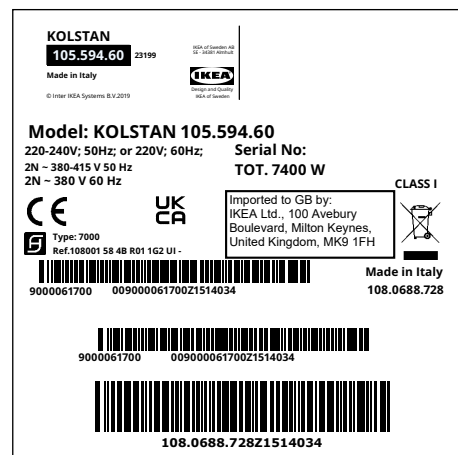 KOLSTAN
105.594.60 23199
Made in Italy
© Inter IKEA Systems B.V.2019
IKEA of Sweden AB
SE - 34381 Älmhult
IKEA
Design and Quality
IKEA of Sweden
Model: KOLSTAN 105.594.60
220-240V; 50Hz; or 220V; 60Hz;
Serial No:
2N ~ 380-415 V 50 Hz
TOT. 7400 W
2N ~ 380 V 60 Hz
CLASS I
CE
UK
CA
Imported to GB by:
IKEA Ltd., 100 Avebury
Boulevard, Milton Keynes,
United Kingdom, MK9 1FH
Type: 7000
Ref.108001 58 4B R01 1G2 UI -
9000061700 009000061700Z1514034
Made in Italy
108.0688.728
9000061700 009000061700Z1514034
108.0688.728Z1514034